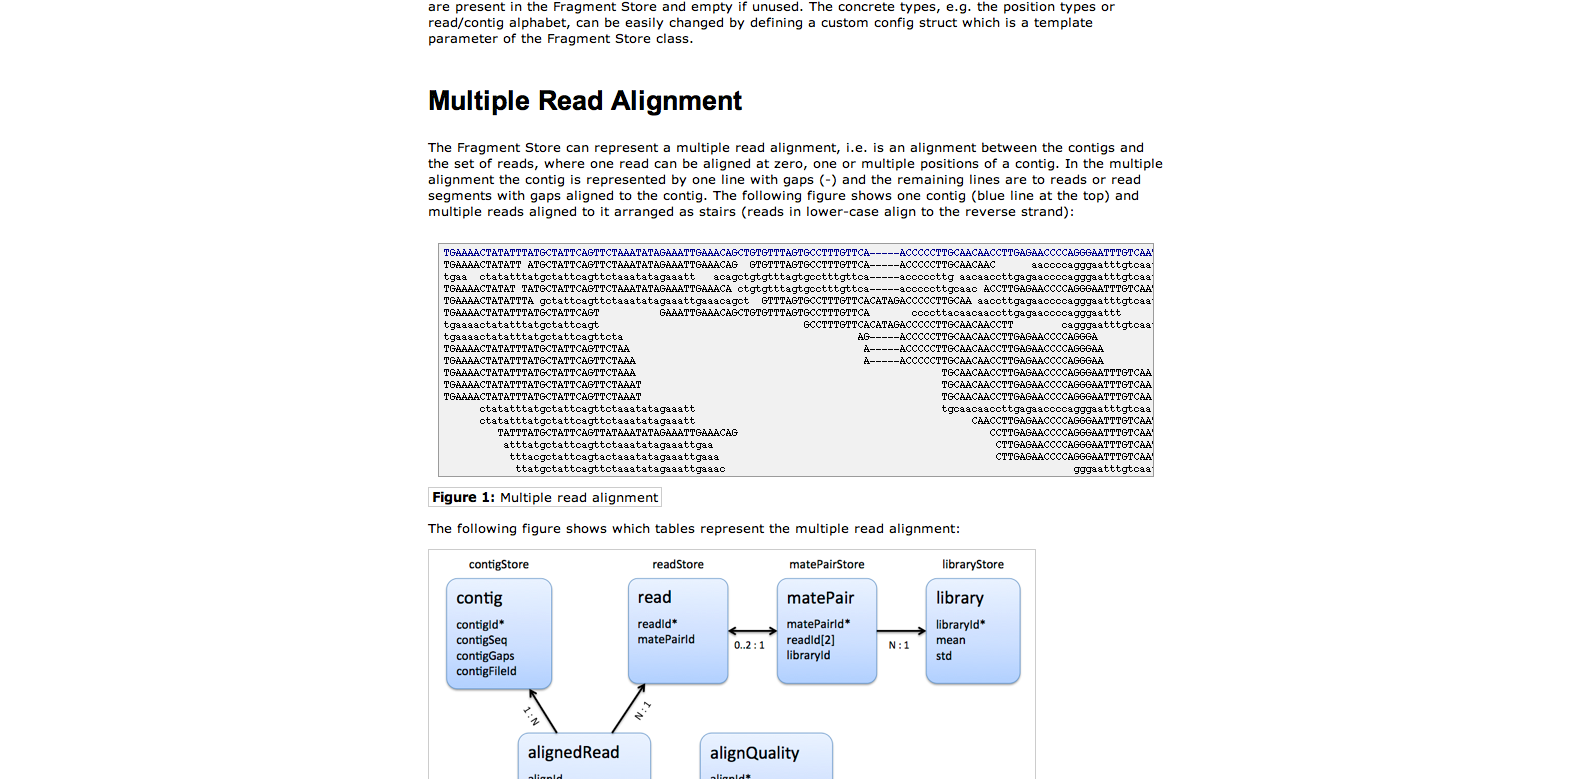 are present in the Fragment Store and empty if unused. The concrete types, e.g. the position types or
read/contig alphabet, can be easily changed by defining a custom config struct which is a template
parameter of the Fragment Store class.
Multiple Read Alignment
The Fragment Store can represent a multiple read alignment, i.e. is an alignment between the contigs and
the set of reads, where one read can be aligned at zero, one or multiple positions of a contig. In the multiple
alignment the contig is represented by one line with gaps (-) and the remaining lines are to reads or read
segments with gaps aligned to the contig. The following figure shows one contig (blue line at the top) and
multiple reads aligned to it arranged as stairs (reads in lower-case align to the reverse strand):
TGAAAACTATATTTATGCTATTCAGTTCTAAATATAGAAATTGAAACAGCTGTGTTTAGTGCCTTTGTTCA-----ACCCCCTTGCAACAACCTTGAGAACCCCAGGGAATTTGTCAA
TGAAAACTATATT ATGCTATTCAGTTCTAAATATAGAAATTGAAACAG GTGTTTAGTGCCTTTGTTCA-----ACCCCCTTGCAACAAC aaccccagggaatttgtcaa
tgaa ctatatttatgctattcagttctaaatatagaaatt acagctgtgtttagtgcctttgttca-----acccccttg aacaaccttgagaaccccagggaatttgtcaa
TGAAAACTATAT TATGCTATTCAGTTCTAAATATAGAAATTGAAACA ctgtgtttagtgcctttgttca-----acccccttgcaac ACCTTGAGAACCCCAGGGAATTTGTCAA
TGAAAACTATATTTA gctattcagttctaaatatagaaattgaaacagct GTTTAGTGCCTTTGTTCACATAGACCCCCTTGCAA aaccttgagaaccccagggaatttgtcaa
TGAAAACTATATTTATGCTATTCAGT GAAATTGAAACAGCTGTGTTTAGTGCCTTTGTTCA ccccttacaacaaccttgagaaccccagggaattt
tgaaaactatatttatgctattcagt GCCTTTGTTCACATAGACCCCCTTGCAACAACCTT cagggaatttgtcaa
tgaaaactatatttatgctattcagttcta AG-----ACCCCCTTGCAACAACCTTGAGAACCCCAGGGA
TGAAAACTATATTTATGCTATTCAGTTCTAA A-----ACCCCCTTGCAACAACCTTGAGAACCCCAGGGAA
TGAAAACTATATTTATGCTATTCAGTTCTAAA A-----ACCCCCTTGCAACAACCTTGAGAACCCCAGGGAA
TGAAAACTATATTTATGCTATTCAGTTCTAAA TGCAACAACCTTGAGAACCCCAGGGAATTTGTCAA
TGAAAACTATATTTATGCTATTCAGTTCTAAAT TGCAACAACCTTGAGAACCCCAGGGAATTTGTCAA
TGAAAACTATATTTATGCTATTCAGTTCTAAAT TGCAACAACCTTGAGAACCCCAGGGAATTTGTCAA
ctatatttatgctattcagttctaaatatagaaatt tgcaacaaccttgagaaccccagggaatttgtcaa
ctatatttatgctattcagttctaaatatagaaatt CAACCTTGAGAACCCCAGGGAATTTGTCAA
TATTTATGCTATTCAGTTATAAATATAGAAATTGAAACAG CCTTGAGAACCCCAGGGAATTTGTCAA
atttatgctattcagttctaaatatagaaattgaa CTTGAGAACCCCAGGGAATTTGTCAA
tttacgctattcagtactaaatatagaaattgaaa CTTGAGAACCCCAGGGAATTTGTCAA
ttatgctattcagttctaaatatagaaattgaaac gggaatttgtcaa
Figure 1: Multiple read alignment
The following figure shows which tables represent the multiple read alignment:
contigStore readStore matePairStore libraryStore
contig read matePair library
contigId* readId* matePairId* libraryId*
contigSeq matePairId readId[2] mean
contigGaps 0..2 : 1 libraryId N : 1 std
contigFileId
1 : N N : 1
alignedRead alignQuality
alignId alignId*